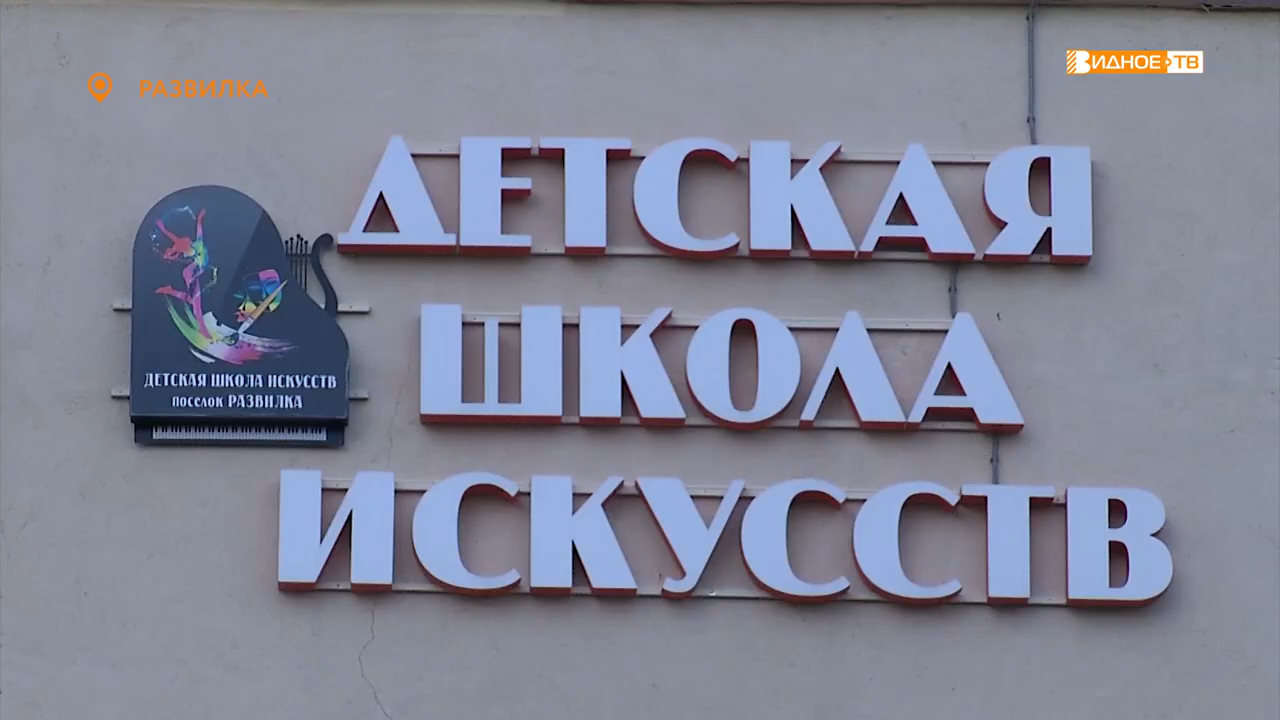 РАЗВИЛКА
ВИДНОЕ ТВ
ДЕТСКАЯ
ШКОЛА
ИСКУССТВ
ДЕТСКАЯ ШКОЛА ИСКУССТВ
ПОСЕЛОК РАЗВИЛКА